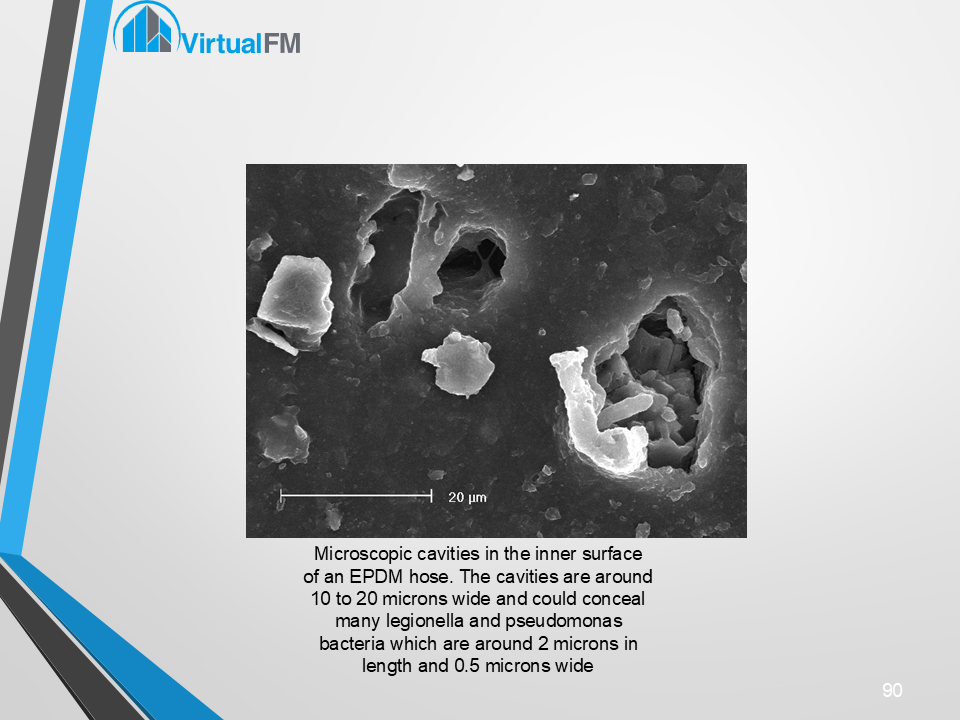 VirtualFM
20 µm
Microscopic cavities in the inner surface
of an EPDM hose. The cavities are around
10 to 20 microns wide and could conceal
many legionella and pseudomonas
bacteria which are around 2 microns in
length and 0.5 microns wide
90